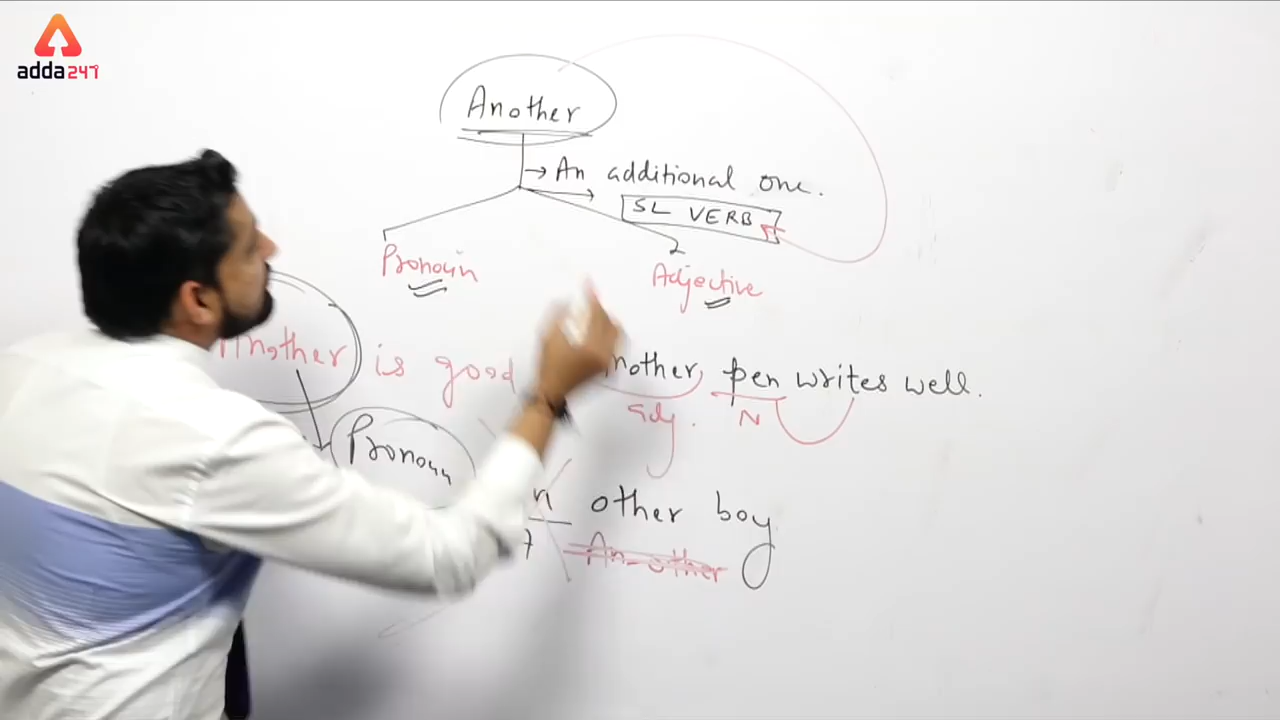 adda247
Another
→ An additional one.
SL VERB
Pronoun
Adjective
Another is good
another pen writes well.
adj. N
Pronoun
other boy
An-other